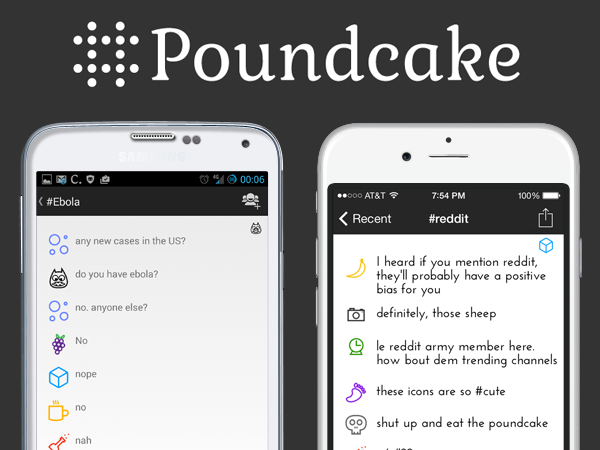 Poundcake
SAMSUNG
00:06
#Ebola
any new cases in the US?
do you have ebola?
no. anyone else?
No
nope
no
nah
AT&T 7:54 PM 100%
Recent #reddit
I heard if you mention reddit,
they'll probably have a positive
bias for you
definitely, those sheep
le reddit army member here.
how bout dem trending channels
these icons are so #cute
shut up and eat the poundcake